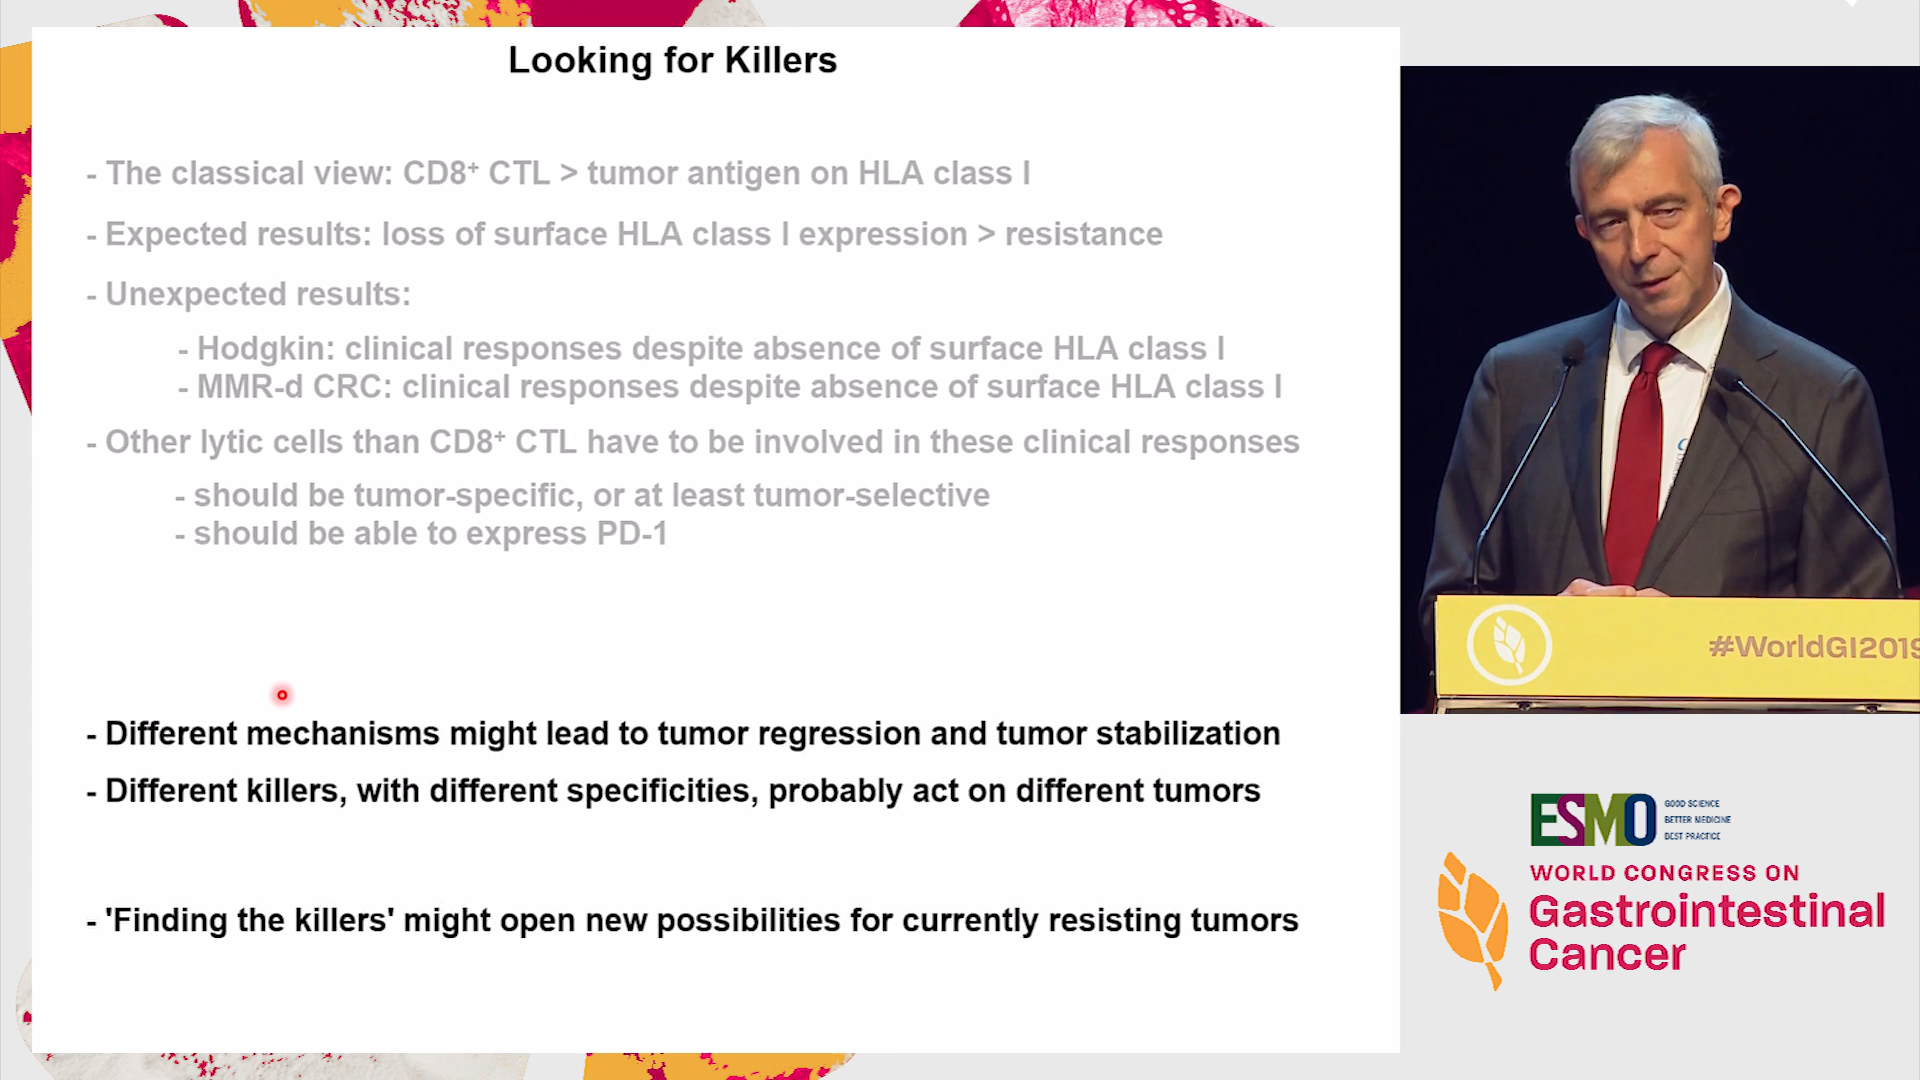 Looking for Killers
- The classical view: CD8⁺ CTL > tumor antigen on HLA class I
- Expected results: loss of surface HLA class I expression > resistance
- Unexpected results:
- Hodgkin: clinical responses despite absence of surface HLA class I
- MMR-d CRC: clinical responses despite absence of surface HLA class I
- Other lytic cells than CD8⁺ CTL have to be involved in these clinical responses
- should be tumor-specific, or at least tumor-selective
- should be able to express PD-1
- Different mechanisms might lead to tumor regression and tumor stabilization
- Different killers, with different specificities, probably act on different tumors
- 'Finding the killers' might open new possibilities for currently resisting tumors
#WorldGI2019
ESMO
GOOD SCIENCE
BETTER MEDICINE
BEST PRACTICE
WORLD CONGRESS ON
Gastrointestinal
Cancer